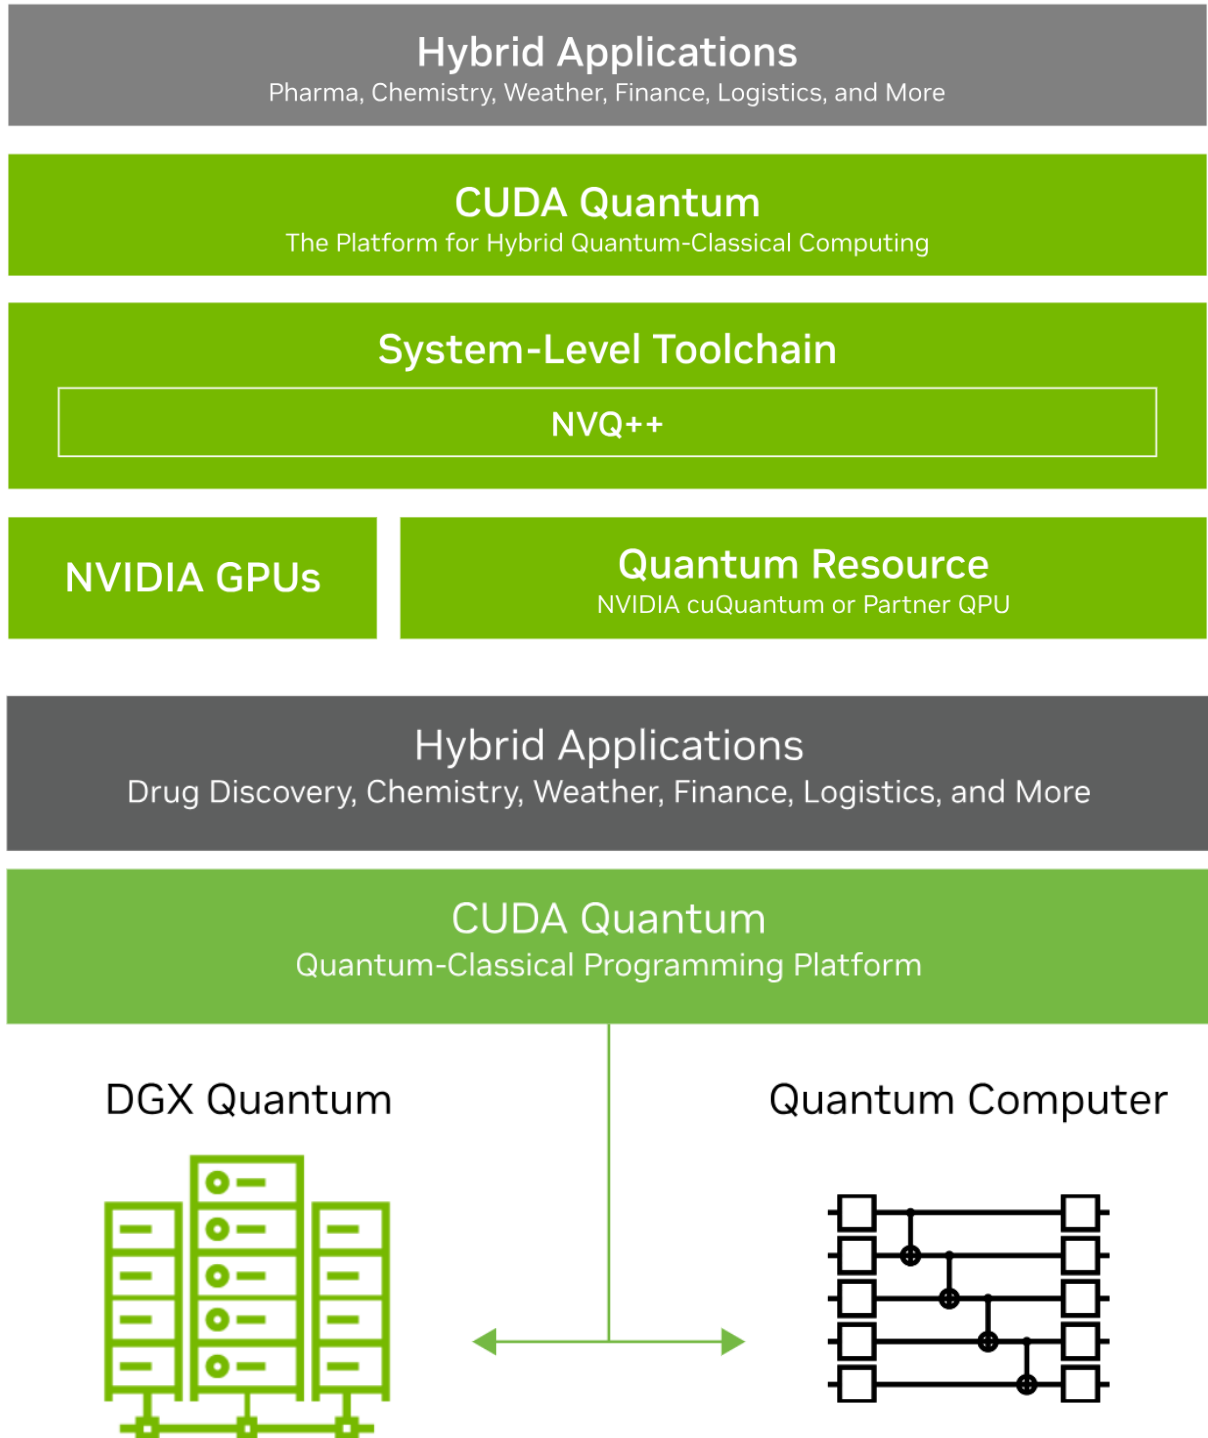 Hybrid Applications
Pharma, Chemistry, Weather, Finance, Logistics, and More
CUDA Quantum
The Platform for Hybrid Quantum-Classical Computing
System-Level Toolchain
NVQ++
NVIDIA GPUs
Quantum Resource
NVIDIA cuQuantum or Partner QPU
Hybrid Applications
Drug Discovery, Chemistry, Weather, Finance, Logistics, and More
CUDA Quantum
Quantum-Classical Programming Platform
DGX Quantum
Quantum Computer